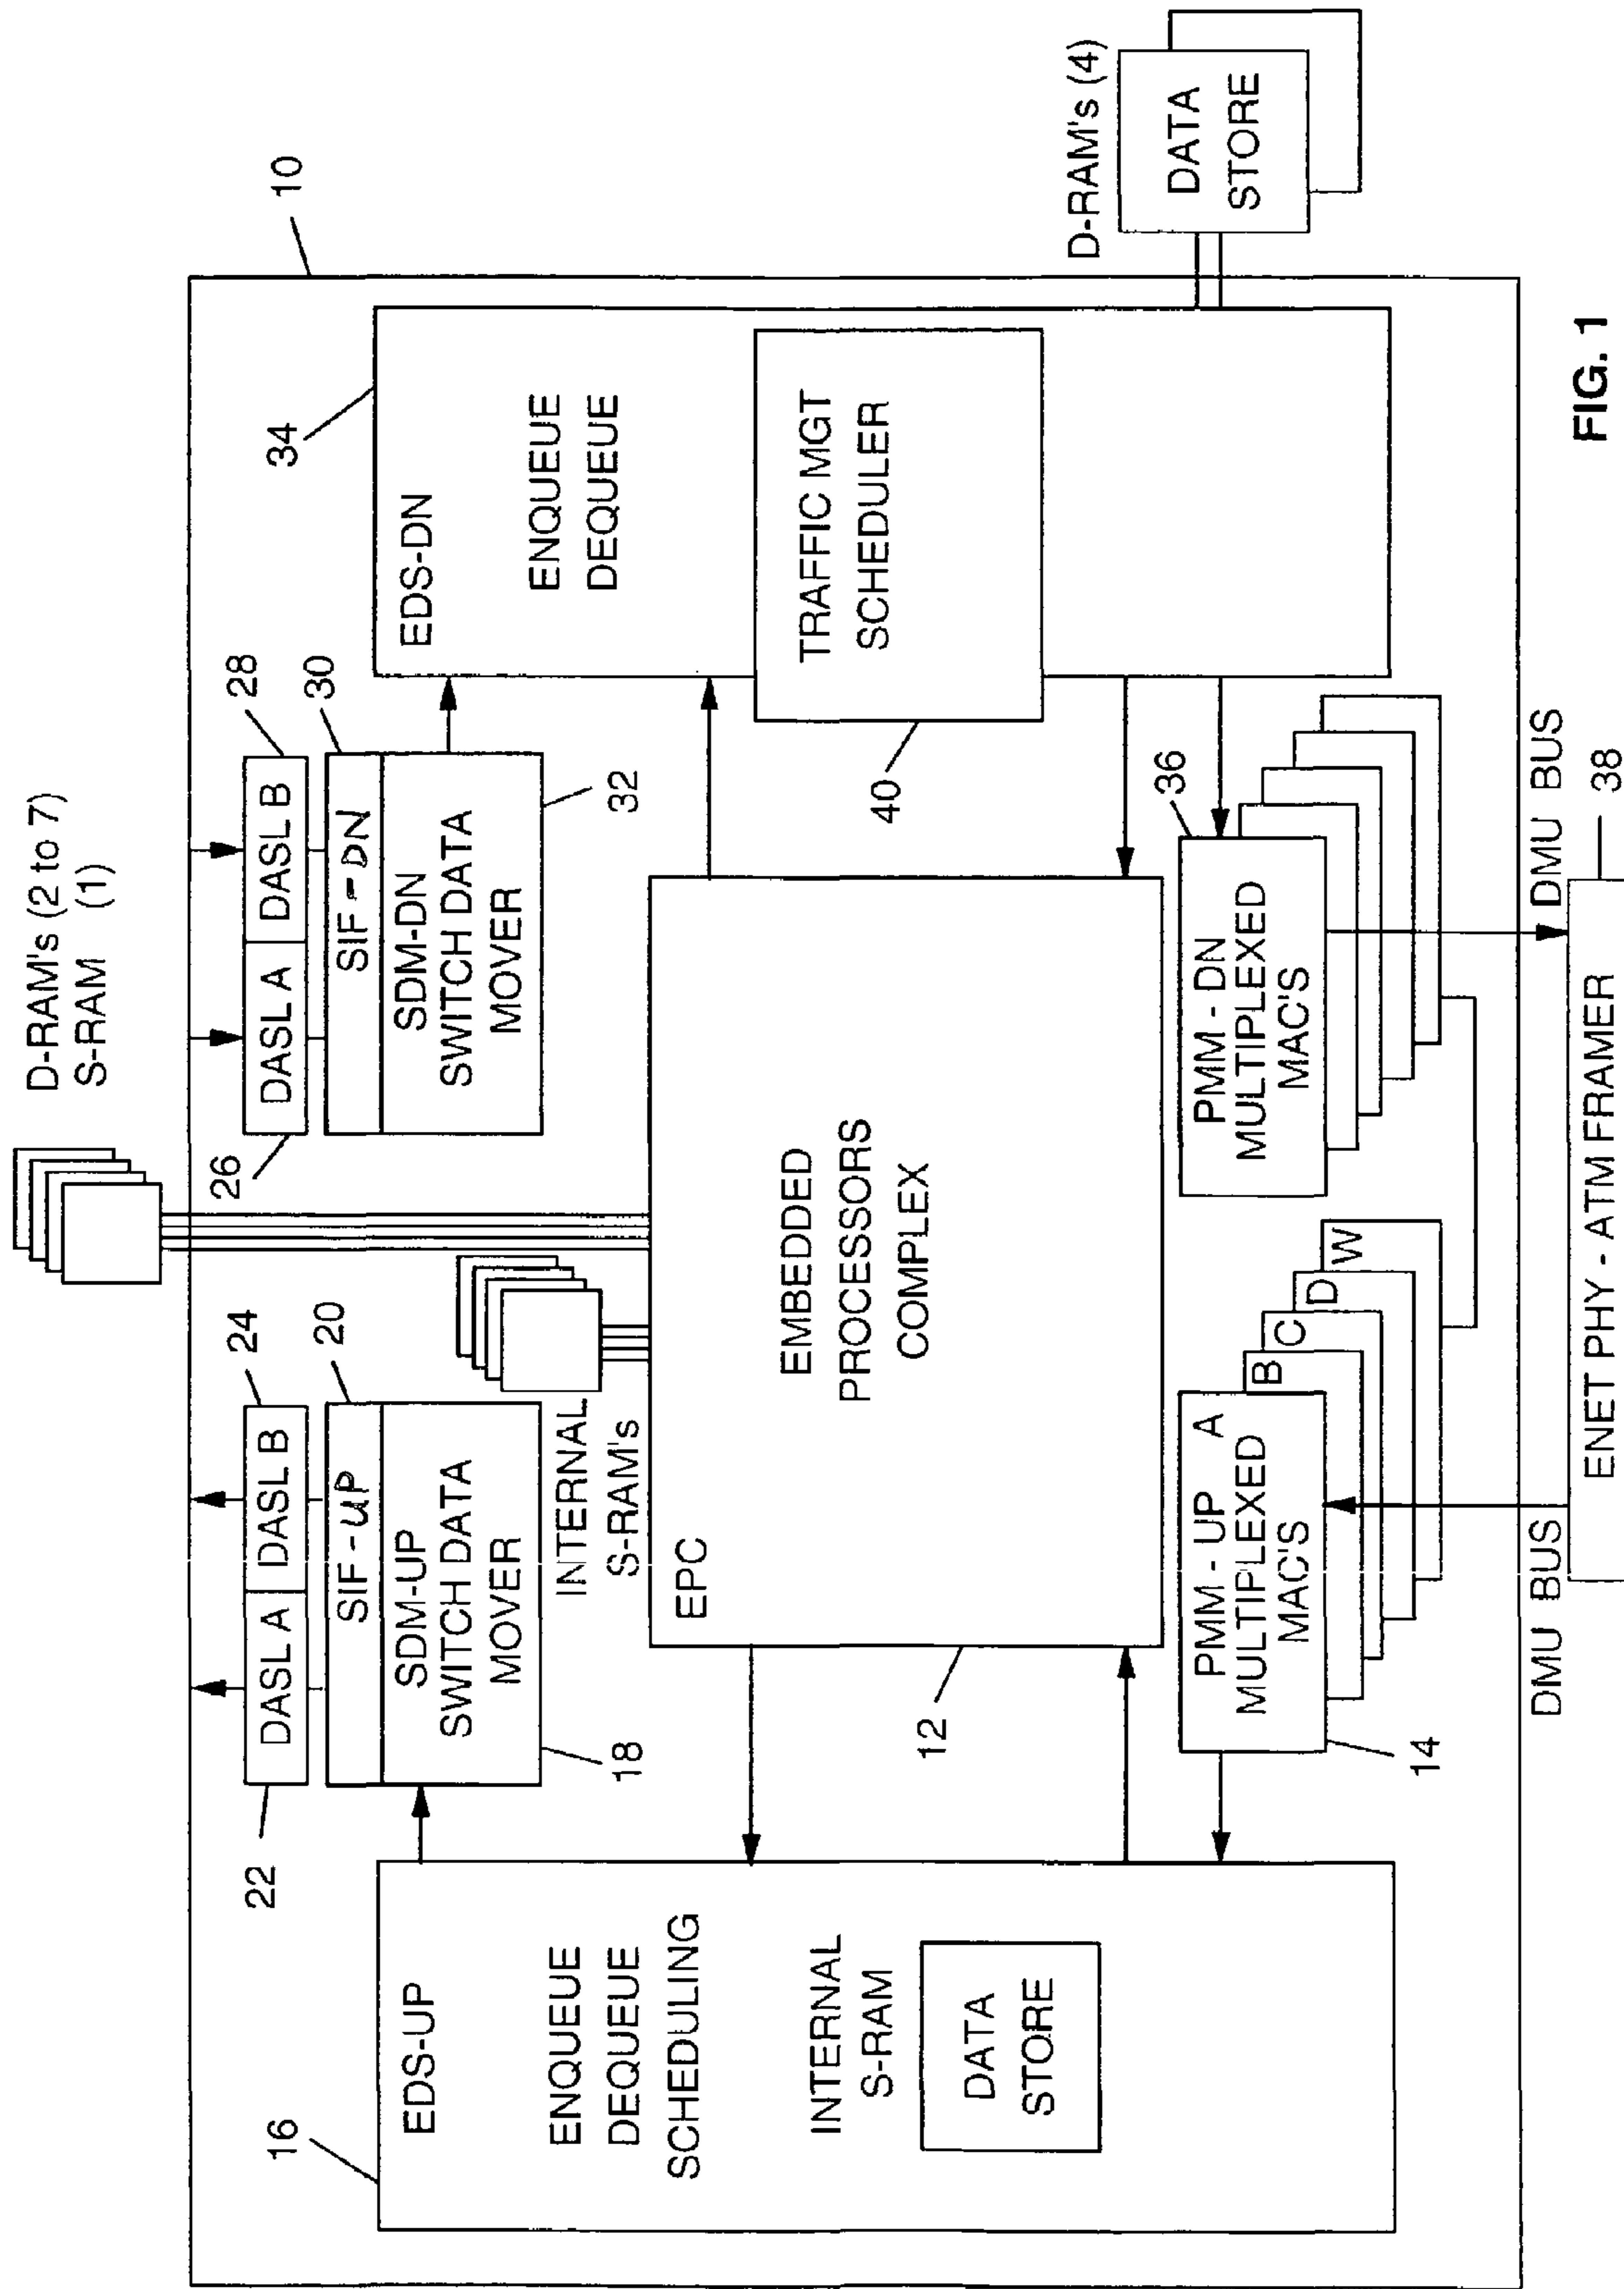 D-RAM's (2 to 7)
S-RAM (1)
10
22
DASL A
DASL B
24
SIF-UP
20
SDM-UP
SWITCH DATA
MOVER
18
INTERNAL
S-RAM's
26
DASL A
DASL B
28
SIF-DN
30
SDM-DN
SWITCH DATA
MOVER
32
16
EDS-UP
ENQUEUE
DEQUEUE
SCHEDULING
INTERNAL
S-RAM
DATA
STORE
EPC
EMBEDDED
PROCESSORS
COMPLEX
12
34
EDS-DN
ENQUEUE
DEQUEUE
TRAFFIC MGT
SCHEDULER
40
D-RAM's (4)
DATA
STORE
PMM - UP A
MULTIPLEXED
MAC'S
B
C
D
W
14
PMM - DN
MULTIPLEXED
MAC'S
36
DMU BUS
DMU BUS
ENET PHY - ATM FRAMER
38
FIG. 1